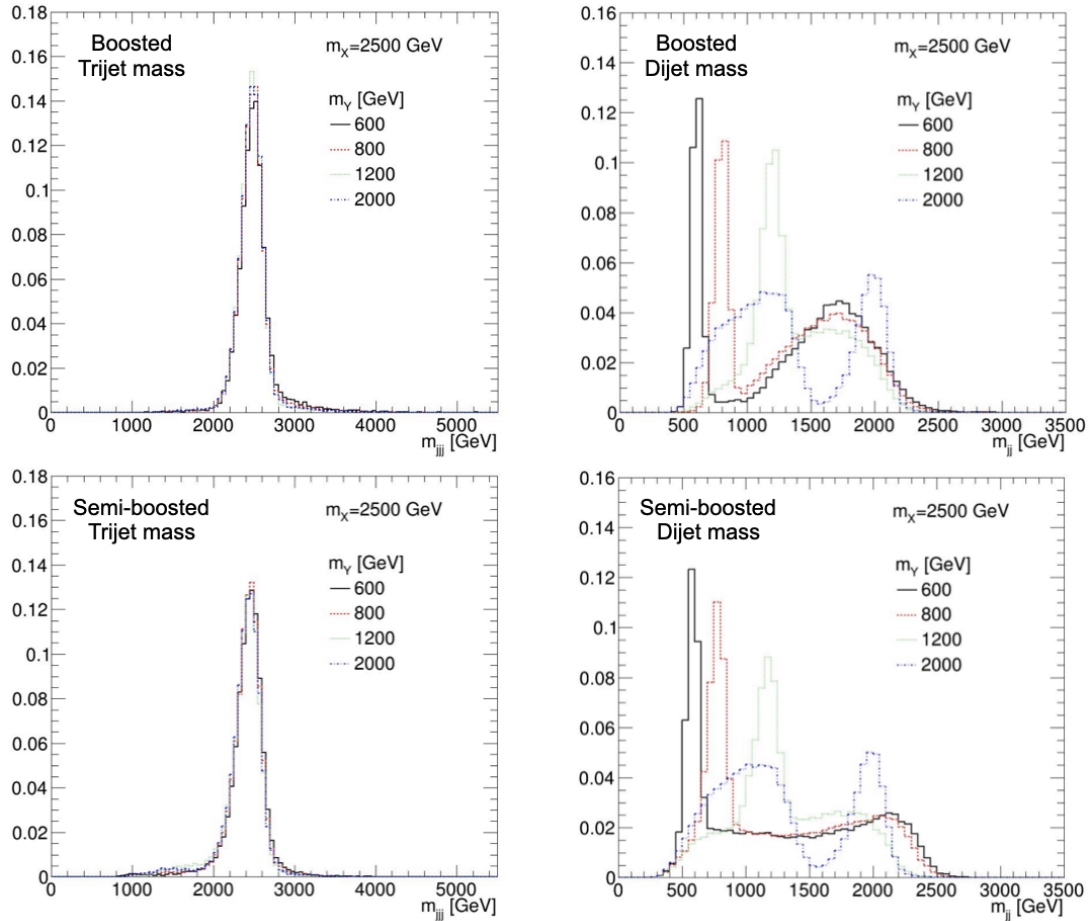 0.18
0.16
0.14
0.12
0.1
0.08
0.06
0.04
0.02
0
Boosted
Trijet mass
m_X=2500 GeV
m_Y [GeV]
600
800
1200
2000
0 1000 2000 3000 4000 5000
m_jjj [GeV]
0.16
0.14
0.12
0.1
0.08
0.06
0.04
0.02
0
Boosted
Dijet mass
m_X=2500 GeV
m_Y [GeV]
600
800
1200
2000
0 500 1000 1500 2000 2500 3000 3500
m_jj [GeV]
0.18
0.16
0.14
0.12
0.1
0.08
0.06
0.04
0.02
0
Semi-boosted
Trijet mass
m_X=2500 GeV
m_Y [GeV]
600
800
1200
2000
0 1000 2000 3000 4000 5000
m_jjj [GeV]
0.16
0.14
0.12
0.1
0.08
0.06
0.04
0.02
0
Semi-boosted
Dijet mass
m_X=2500 GeV
m_Y [GeV]
600
800
1200
2000
0 500 1000 1500 2000 2500 3000 3500
m_jj [GeV]